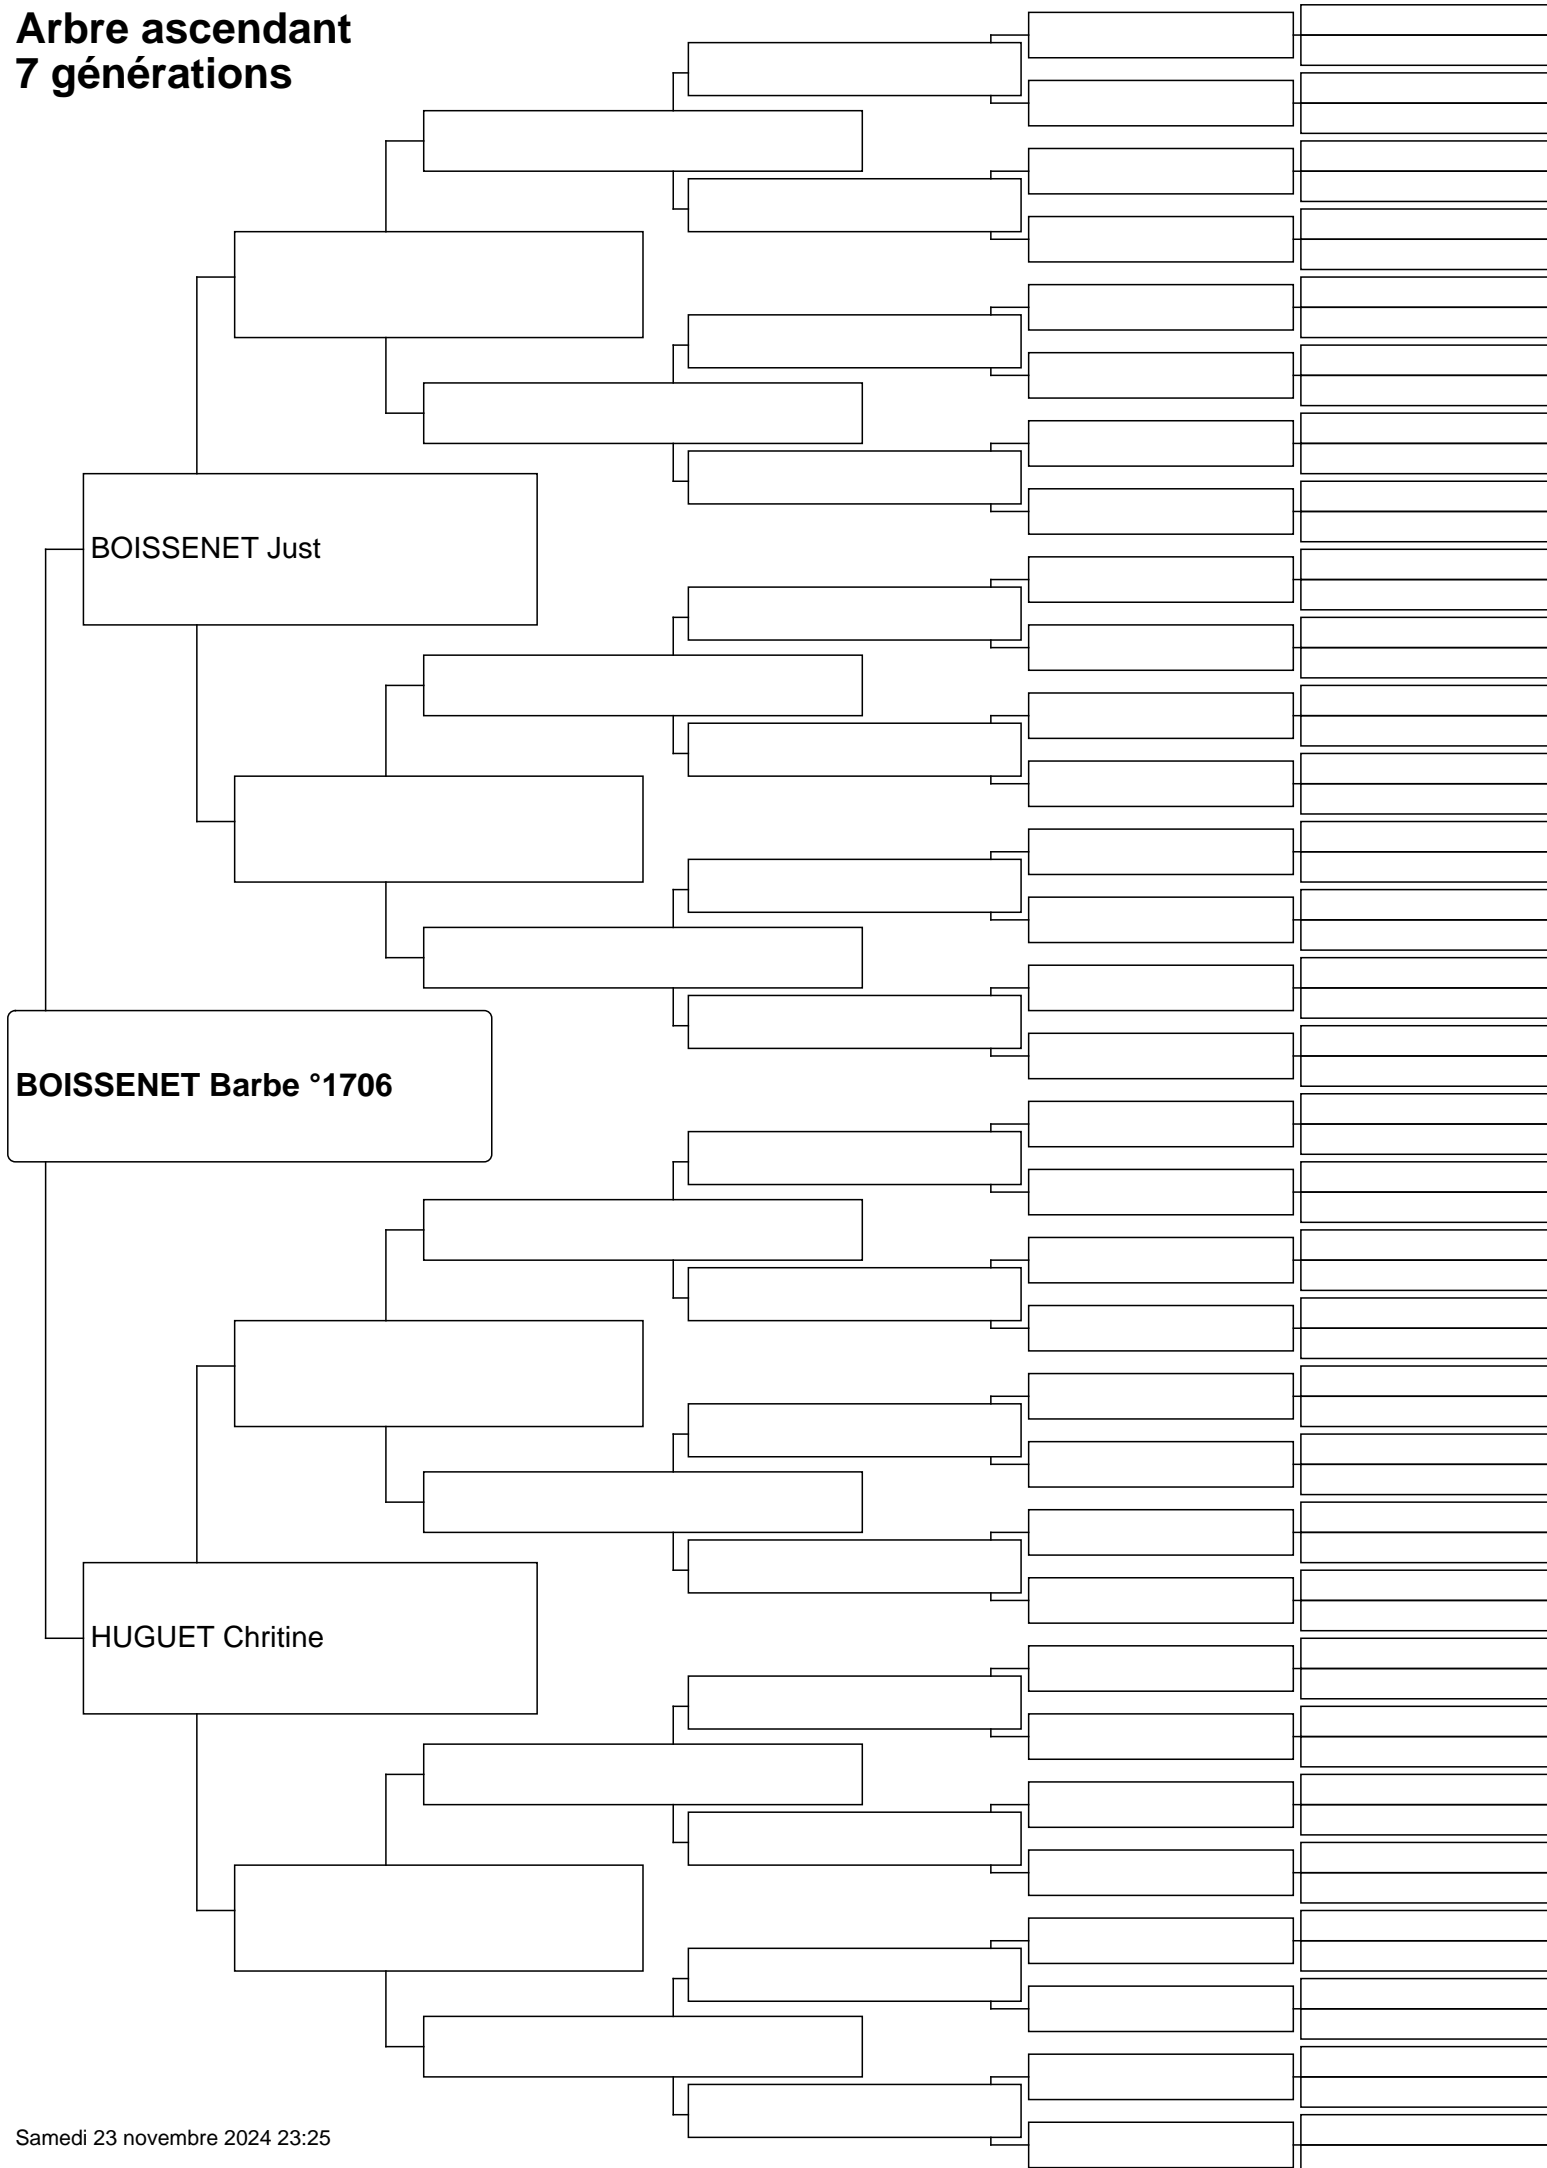 Arbre ascendant
7 générations
BOISSENET Just
BOISSENET Barbe °1706
HUGUET Chritine
Samedi 23 novembre 2024 23:25